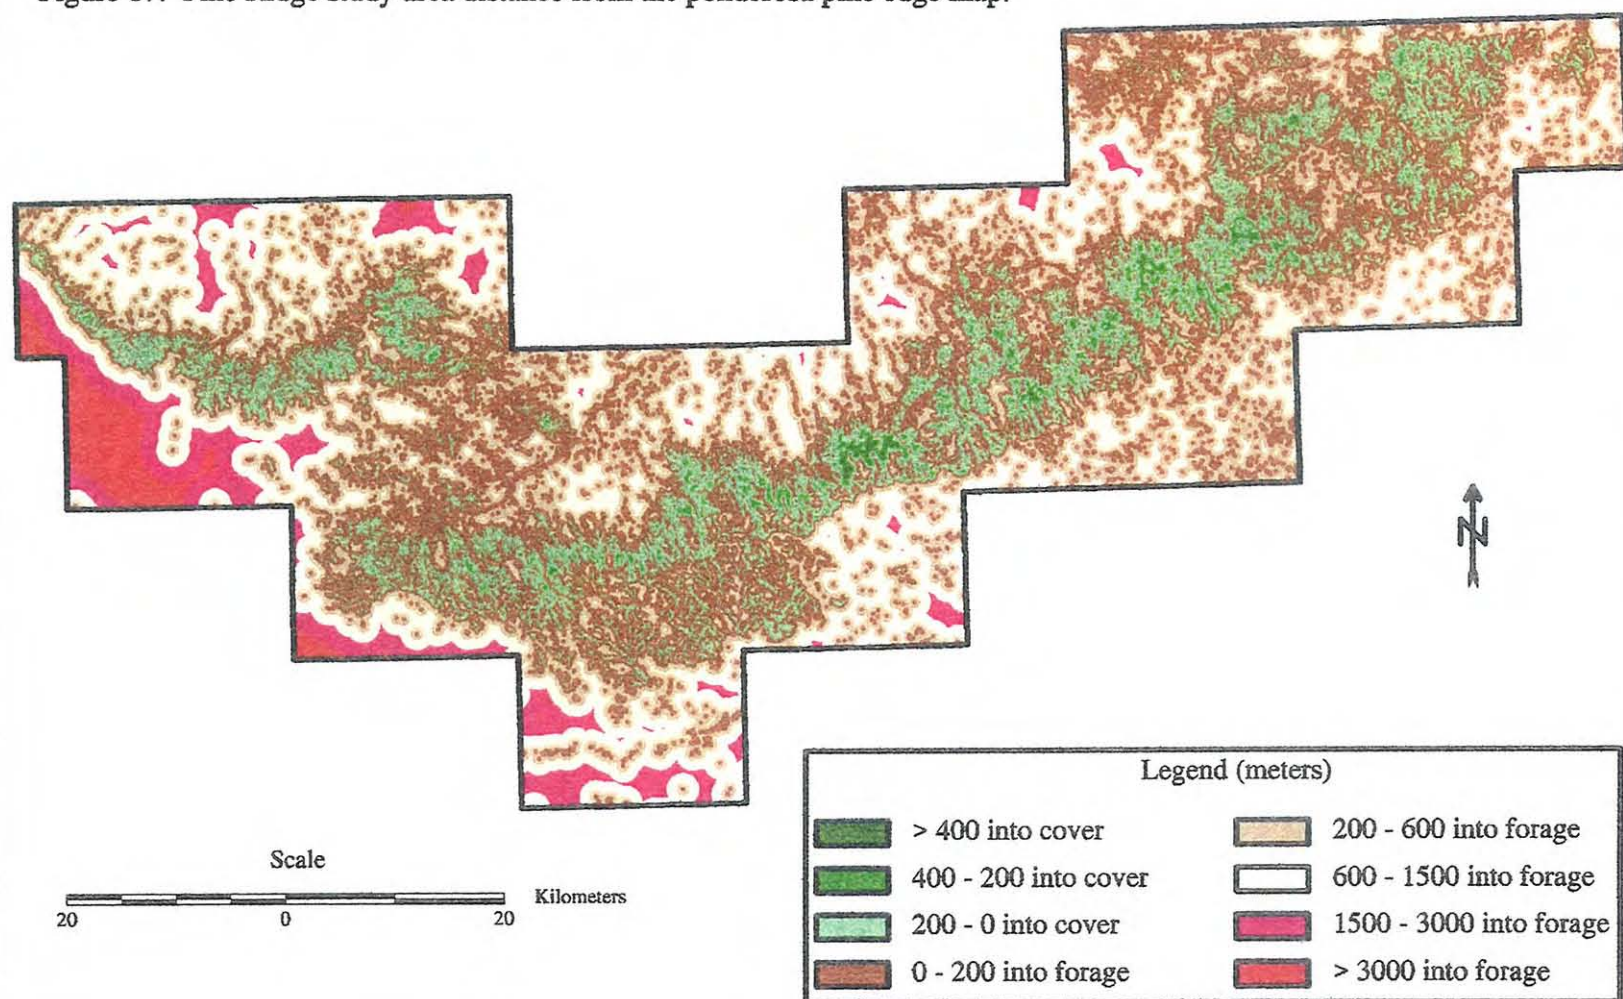 Legend (meters)
> 400 into cover
400 - 200 into cover
200 - 0 into cover
0 - 200 into forage
200 - 600 into forage
600 - 1500 into forage
1500 - 3000 into forage
> 3000 into forage
N
Scale
Kilometers
20 0 20